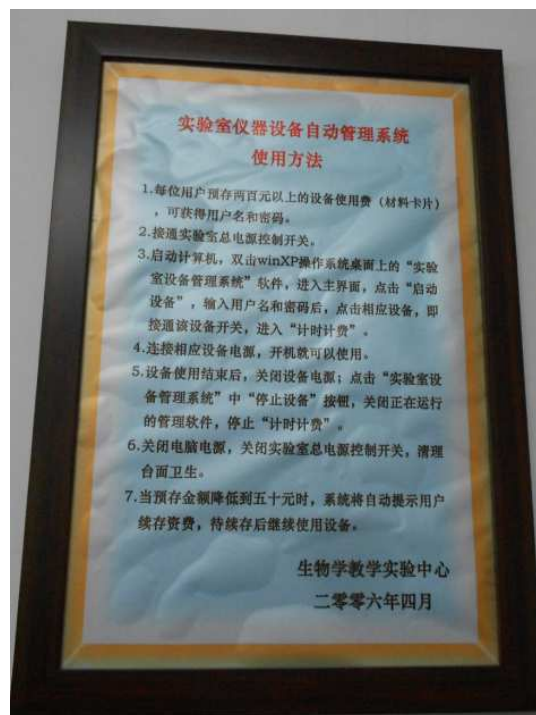 实验室仪器设备自动管理系统
使用方法
1.每位用户预存两百元以上的设备使用费（材料卡片）
，可获得用户名和密码。
2.接通实验室总电源控制开关。
3.启动计算机，双击winXP操作系统桌面上的“实验
室设备管理系统”软件，进入主界面，点击“启动
设备”，输入用户名和密码后，点击相应设备，即
接通该设备开关，进入“计时计费”。
4.连接相应设备电源，开机就可以使用。
5.设备使用结束后，关闭设备电源；点击“实验室设
备管理系统”中“停止设备”按钮，关闭正在运行
的管理软件，停止“计时计费”。
6.关闭电脑电源，关闭实验室总电源控制开关，清理
台面卫生。
7.当预存金额降低到五十元时，系统将自动提示用户
续存资费，待续存后继续使用设备。
生物学教学实验中心
二零零六年四月